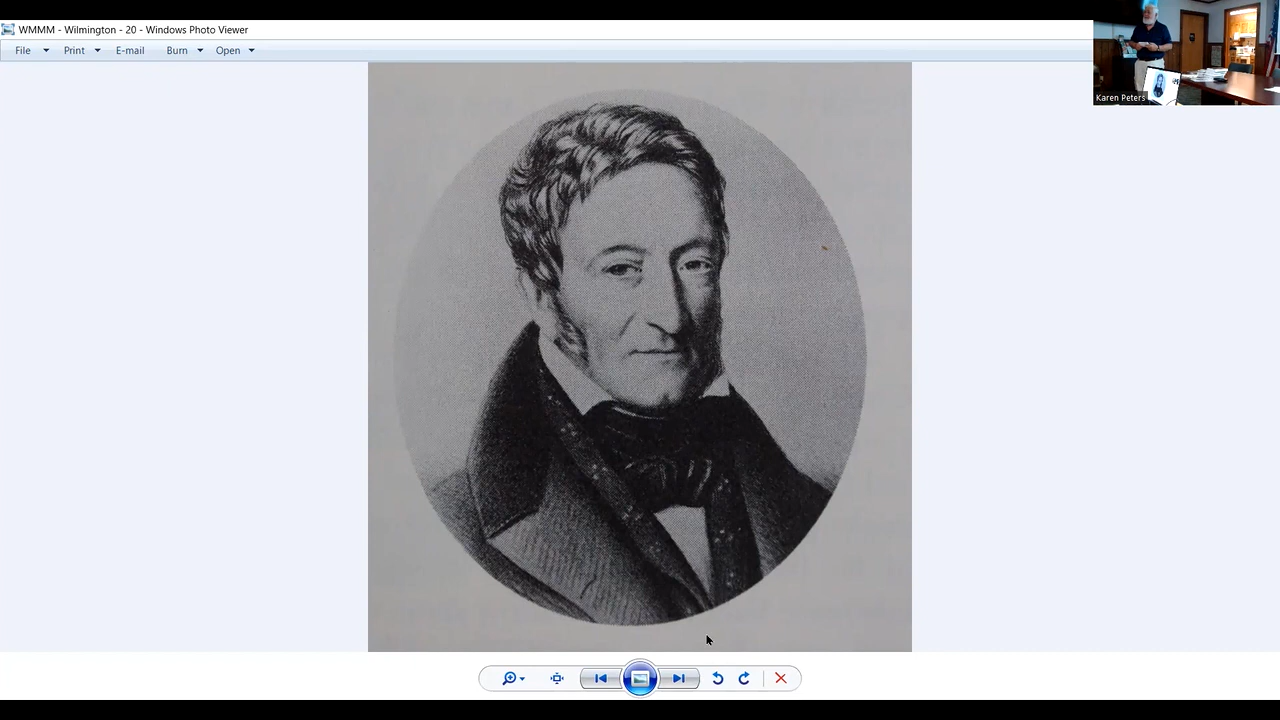 WMMM - Wilmington - 20 - Windows Photo Viewer
File Print E-mail Burn Open
Karen Peters